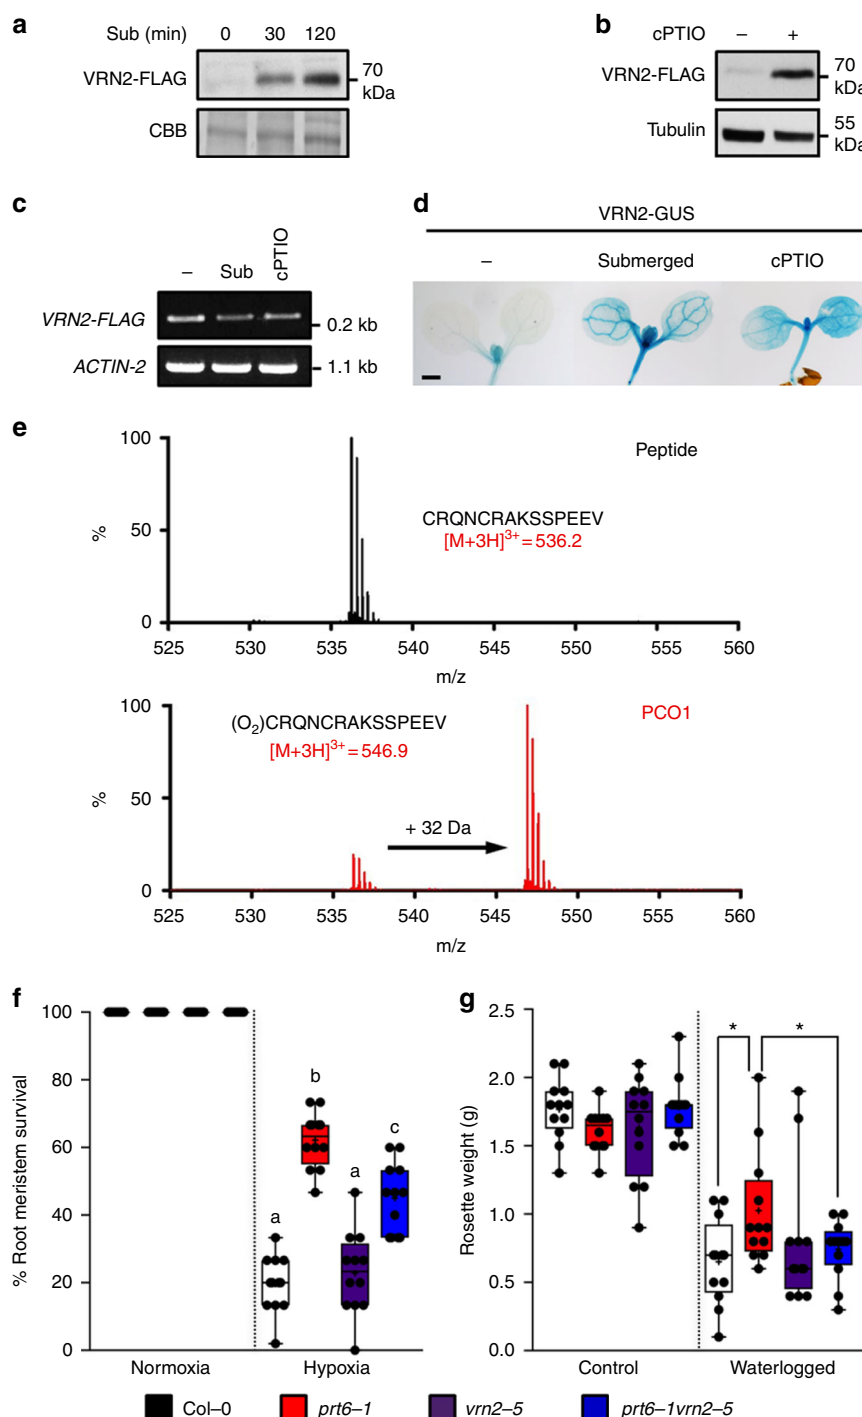 a
Sub (min) 0 30 120
VRN2-FLAG
70 kDa
CBB
b
cPTIO – +
VRN2-FLAG
70
kDa
Tubulin
55
kDa
c
– Sub cPTIO
VRN2-FLAG
0.2 kb
ACTIN-2
1.1 kb
d
VRN2-GUS
– Submerged cPTIO
e
100
50
0
%
Peptide
CRQNCRAKSSPEEV
[M+3H]³⁺ = 536.2
525 530 535 540 545 550 555 560
m/z
100
50
0
%
PCO1
(O₂)CRQNCRAKSSPEEV
[M+3H]³⁺ = 546.9
+ 32 Da
525 530 535 540 545 550 555 560
m/z
f
% Root meristem survival
100
80
60
40
20
0
a
b
a
c
Normoxia Hypoxia
g
Rosette weight (g)
2.5
2.0
1.5
1.0
0.5
0.0
* *
Control Waterlogged
Col–0 prt6–1 vrn2–5 prt6–1vrn2–5